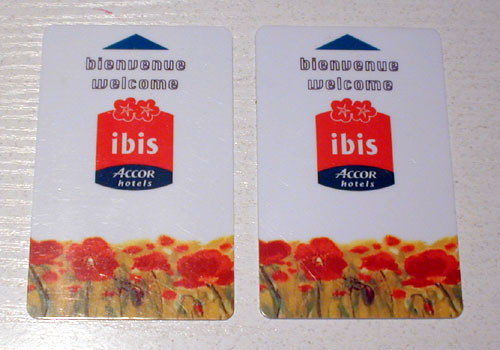 bienvenue
welcome
ibis
ACCOR
hotels
bienvenue
welcome
ibis
ACCOR
hotels